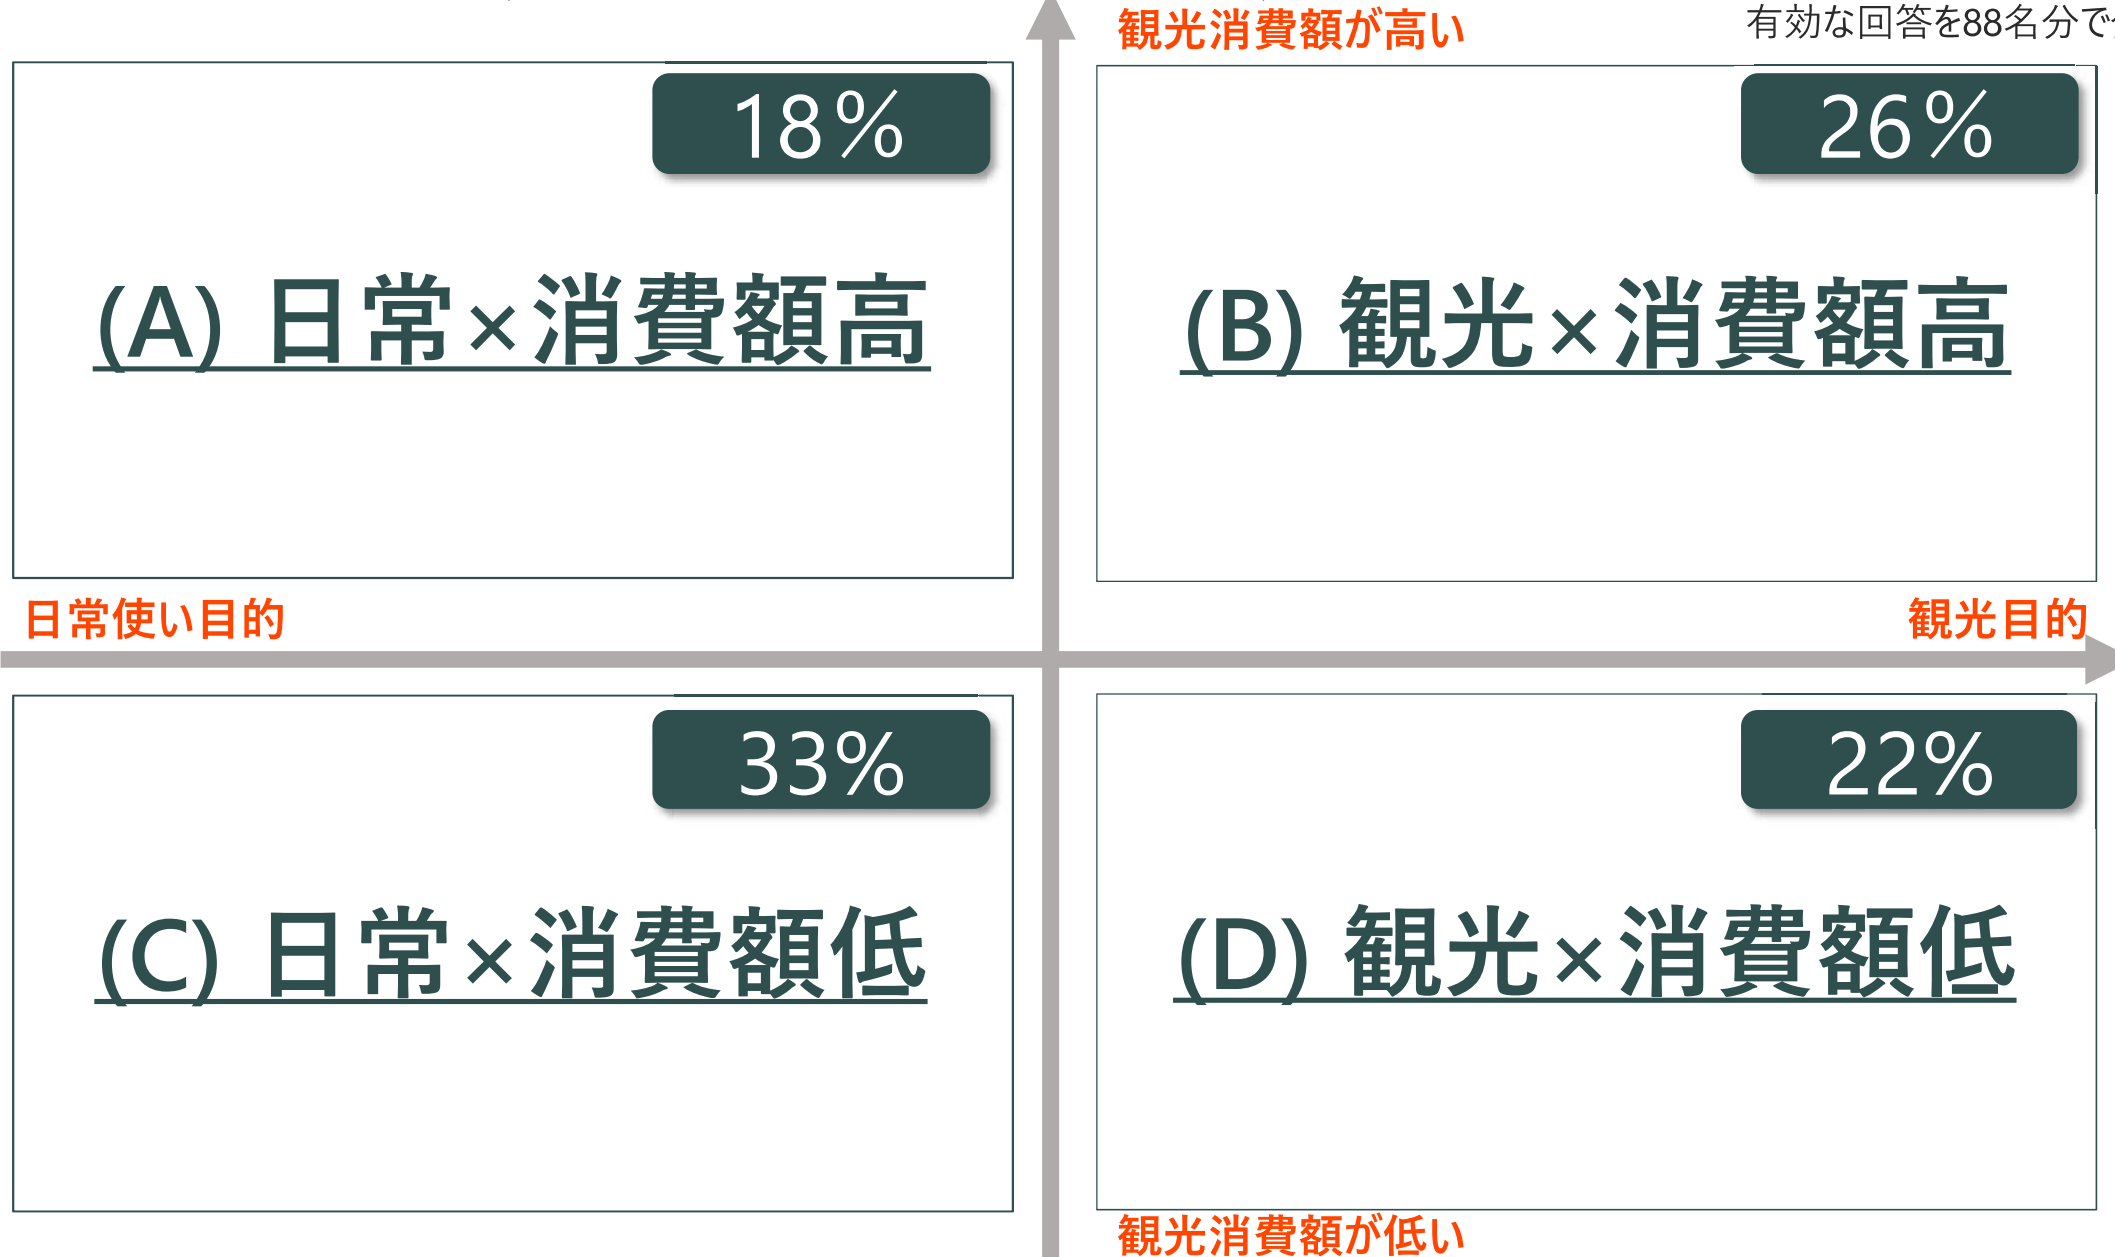 観光消費額が高い
有効な回答を88名分で
18%
26%
(A) 日常×消費額高
(B) 観光×消費額高
日常使い目的
観光目的
33%
22%
(C) 日常×消費額低
(D) 観光×消費額低
観光消費額が低い